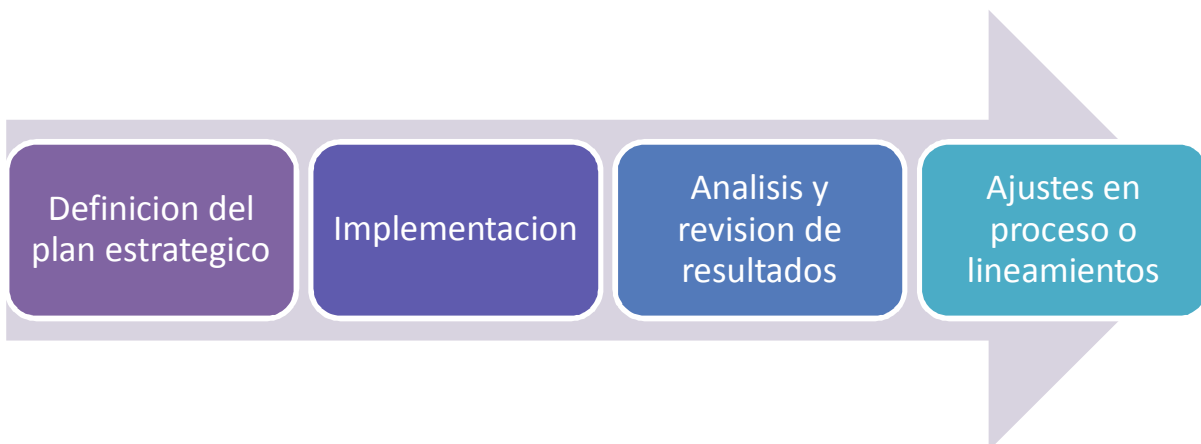 Definicion del
plan estrategico
Implementacion
Analisis y
revision de
resultados
Ajustes en
proceso o
lineamientos